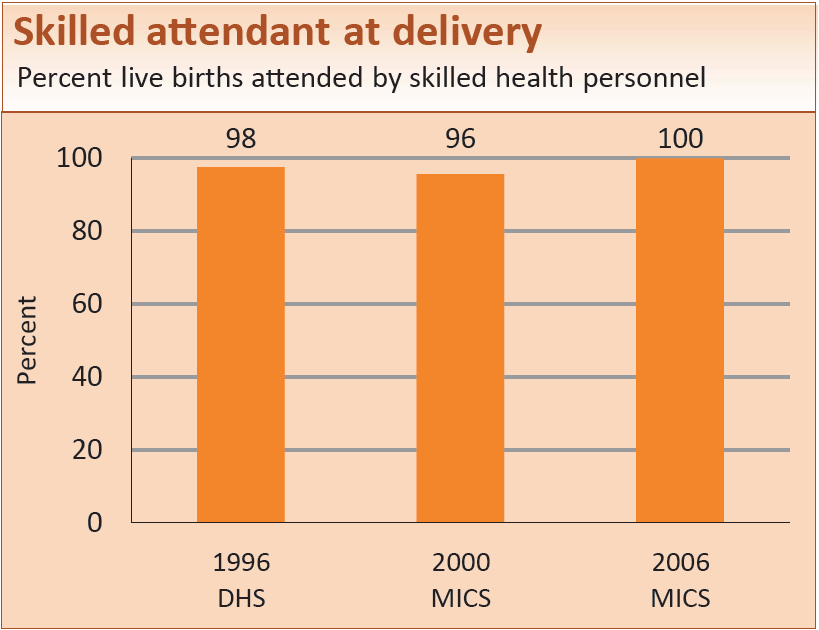 Skilled attendant at delivery
Percent live births attended by skilled health personnel
98 96 100
100
80
60
40
20
0
Percent
1996 2000 2006
DHS MICS MICS